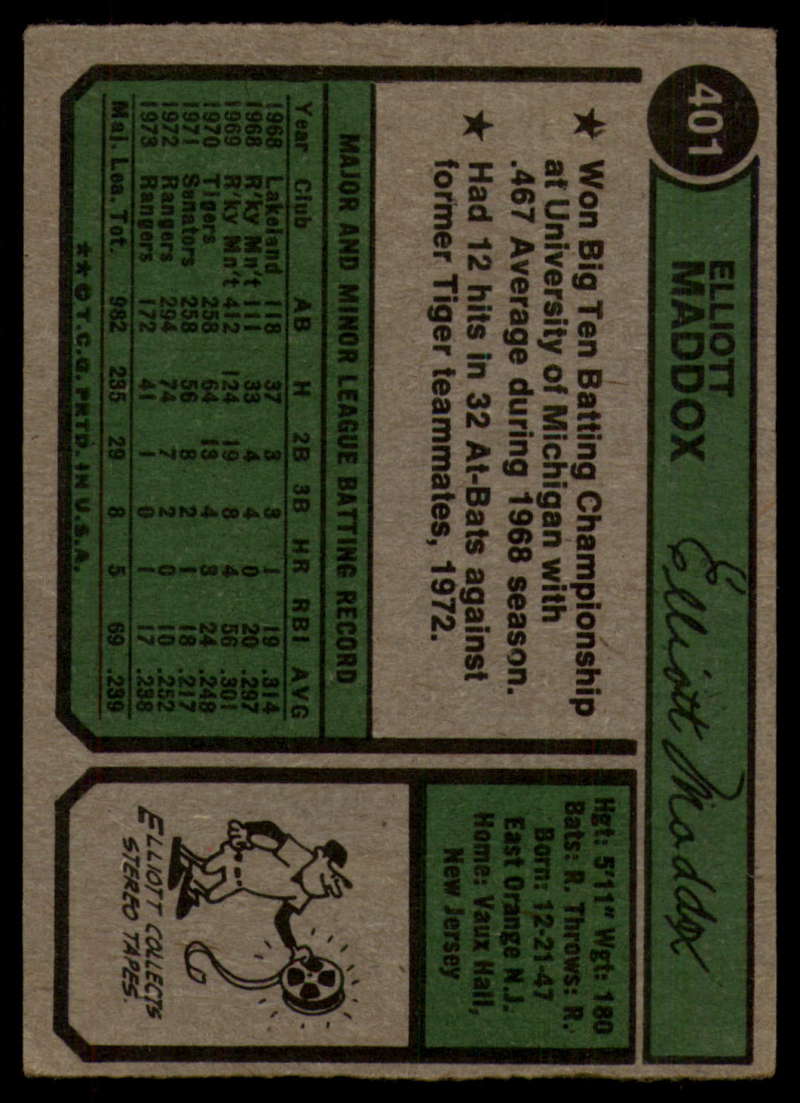 401
ELLIOTT
MADDOX
Elliott Maddox
★ Won Big Ten Batting Championship
at University of Michigan with
.467 Average during 1968 season.
★ Had 12 hits in 32 At-Bats against
former Tiger teammates, 1972.
Hgt: 5'11" Wgt: 180
Bats: R. Throws: R.
Born: 12-21-47
East Orange N.J.
Home: Vaux Hall,
New Jersey
MAJOR AND MINOR LEAGUE BATTING RECORD
Year Club AB H 2B 3B HR RBI AVG
1968 Lakeland 118 37 3 3 1 19 .314
1968 R'ky M'n't 111 33 4 4 0 20 .297
1969 R'ky M'n't 412 124 19 8 4 56 .301
1970 Tigers 258 64 13 4 3 24 .248
1971 Senators 258 56 8 2 1 18 .217
1972 Rangers 294 74 7 2 0 10 .252
1973 Rangers 172 41 1 0 1 17 .238
Maj. Lea. Tot. 982 235 29 8 5 69 .239
★★©T.C.G. PRTD. IN U.S.A.
ELLIOTT COLLECTS
STEREO TAPES.